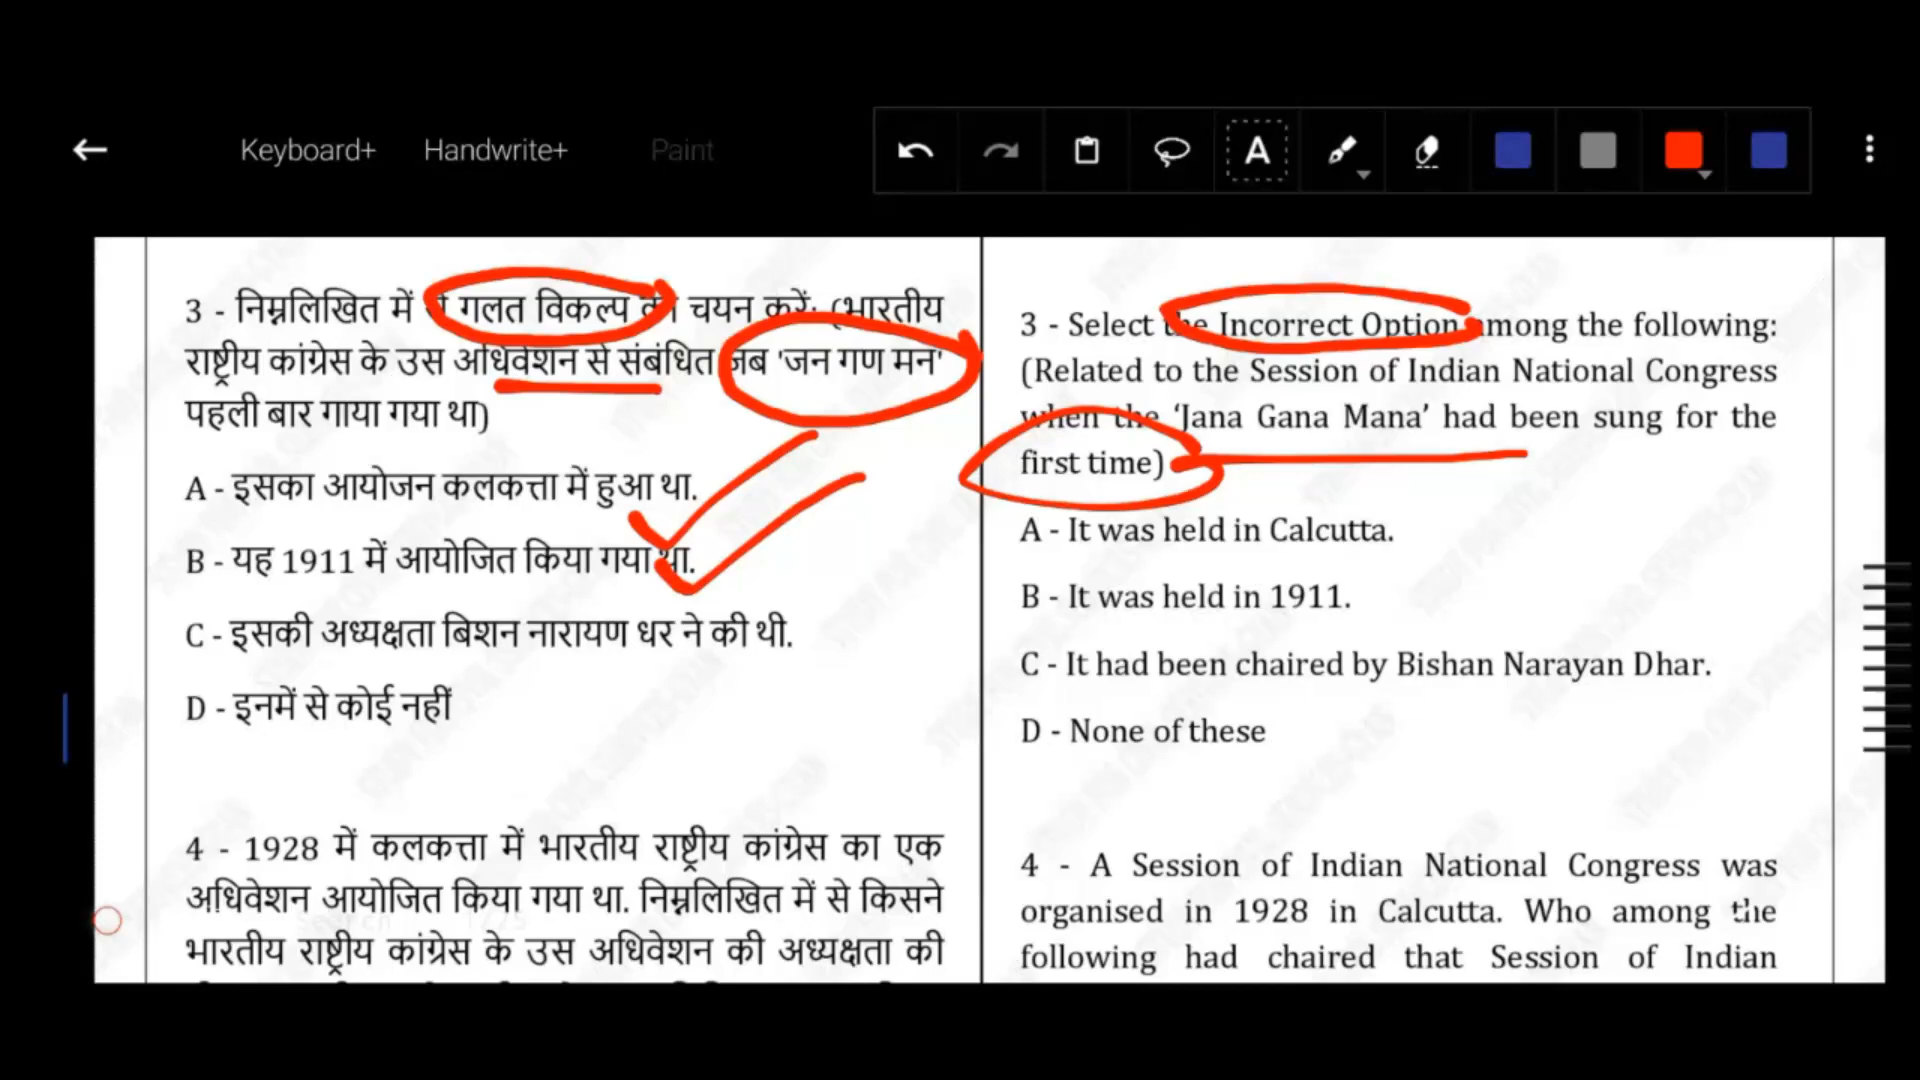 Keyboard+ Handwrite+ Paint A
3 - निम्नलिखित में गलत विकल्प का चयन करें: (भारतीय
राष्ट्रीय कांग्रेस के उस अधिवेशन से संबंधित जब 'जन गण मन'
पहली बार गाया गया था)
A - इसका आयोजन कलकत्ता में हुआ था.
B - यह 1911 में आयोजित किया गया था.
C - इसकी अध्यक्षता बिशन नारायण धर ने की थी.
D - इनमें से कोई नहीं
4 - 1928 में कलकत्ता में भारतीय राष्ट्रीय कांग्रेस का एक
अधिवेशन आयोजित किया गया था. निम्नलिखित में से किसने
भारतीय राष्ट्रीय कांग्रेस के उस अधिवेशन की अध्यक्षता की
3 - Select the Incorrect Option among the following:
(Related to the Session of Indian National Congress
when the ‘Jana Gana Mana’ had been sung for the
first time)
A - It was held in Calcutta.
B - It was held in 1911.
C - It had been chaired by Bishan Narayan Dhar.
D - None of these
4 - A Session of Indian National Congress was
organised in 1928 in Calcutta. Who among the
following had chaired that Session of Indian